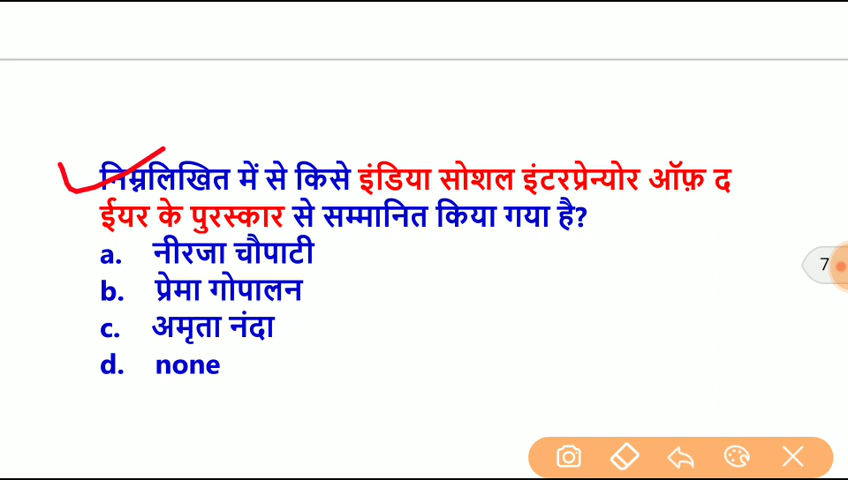 निम्नलिखित में से किसे इंडिया सोशल इंटरप्रेन्योर ऑफ़ द
ईयर के पुरस्कार से सम्मानित किया गया है?
a. नीरजा चौपाटी
b. प्रेमा गोपालन
c. अमृता नंदा
d. none
7